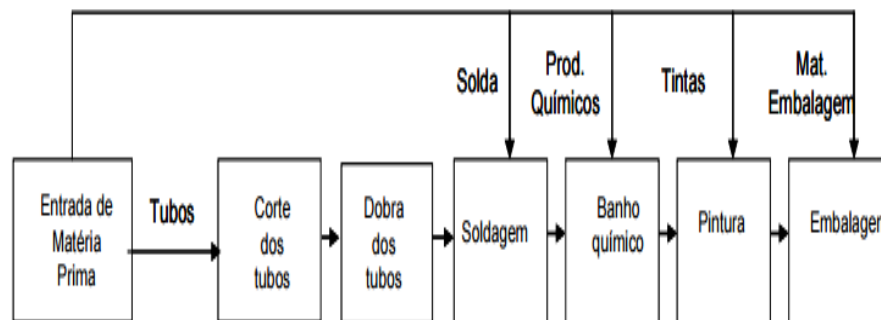 Solda
Prod.
Químicos
Tintas
Mat.
Embalagem
Entrada de
Matéria
Prima
Tubos
Corte
dos
tubos
Dobra
dos
tubos
Soldagem
Banho
químico
Pintura
Embalagem